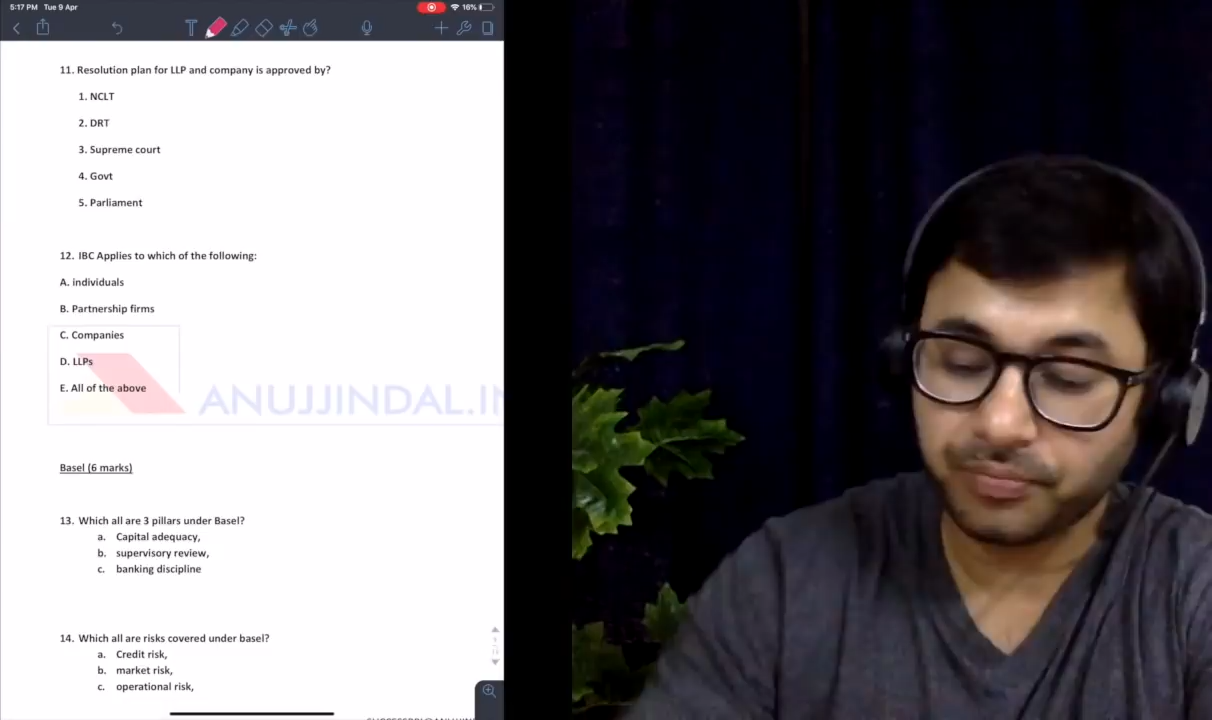 5:17 PM Tue 9 Apr
16%
11. Resolution plan for LLP and company is approved by?
1. NCLT
2. DRT
3. Supreme court
4. Govt
5. Parliament
12. IBC Applies to which of the following:
A. individuals
B. Partnership firms
C. Companies
D. LLPs
E. All of the above
ANUJJINDAL.IN
Basel (6 marks)
13. Which all are 3 pillars under Basel?
a. Capital adequacy,
b. supervisory review,
c. banking discipline
14. Which all are risks covered under basel?
a. Credit risk,
b. market risk,
c. operational risk,